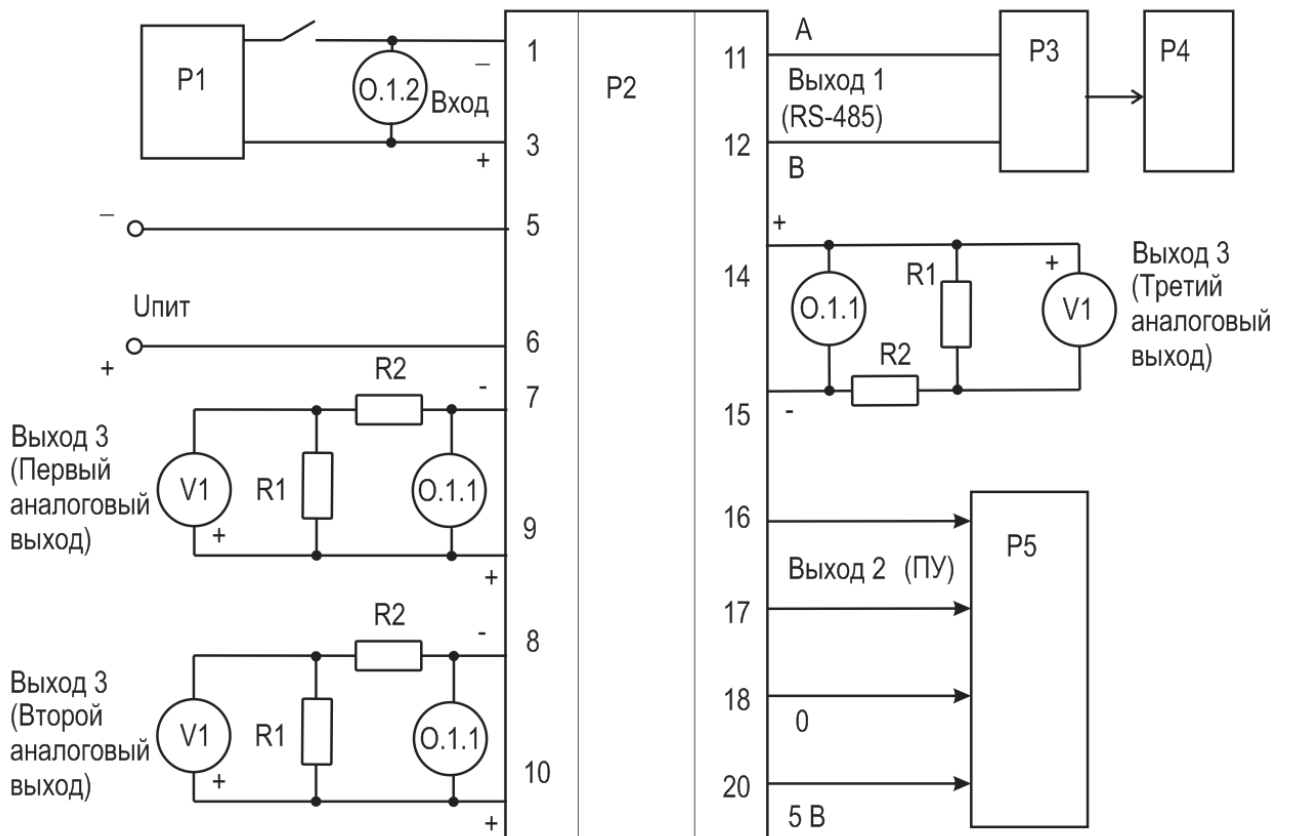 P1
O.1.2
Вход
–
+
1
3
–
5
Uпит
+
6
R2
-
7
Выход 3
(Первый
аналоговый
выход)
V1
+
R1
O.1.1
9
+
R2
-
8
Выход 3
(Второй
аналоговый
выход)
V1
+
R1
O.1.1
10
+
P2
11
A
Выход 1
(RS-485)
12
B
P3
P4
+
14
O.1.1
R1
R2
+
V1
15
-
Выход 3
(Третий
аналоговый
выход)
16
Выход 2 (ПУ)
17
18
0
20
5 В
P5